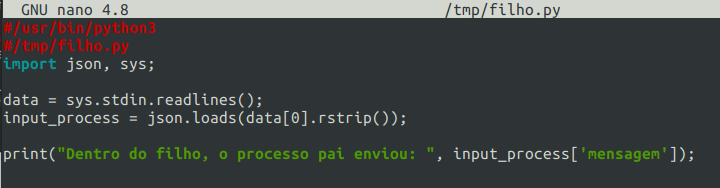 GNU nano 4.8 /tmp/filho.py
#/usr/bin/python3
#/tmp/filho.py
import json, sys;
data = sys.stdin.readlines();
input_process = json.loads(data[0].rstrip());
print("Dentro do filho, o processo pai enviou: ", input_process['mensagem']);